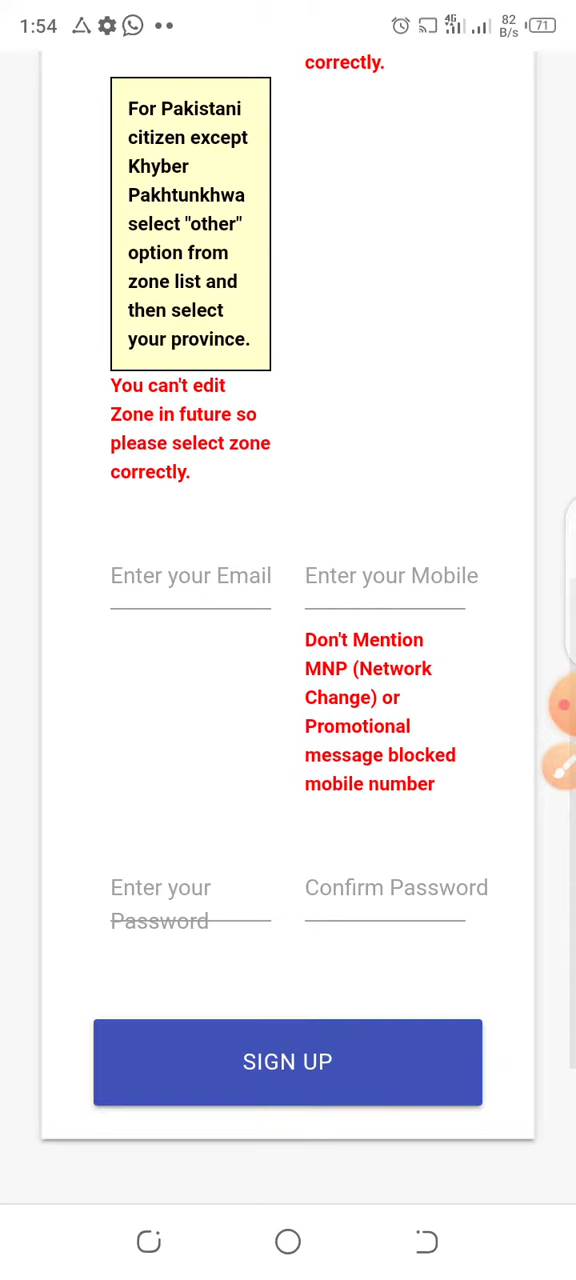 1:54
4G
82
B/s
71
correctly.
For Pakistani
citizen except
Khyber
Pakhtunkhwa
select "other"
option from
zone list and
then select
your province.
You can't edit
Zone in future so
please select zone
correctly.
Enter your Email
Enter your Mobile
Don't Mention
MNP (Network
Change) or
Promotional
message blocked
mobile number
Enter your
Password
Confirm Password
SIGN UP